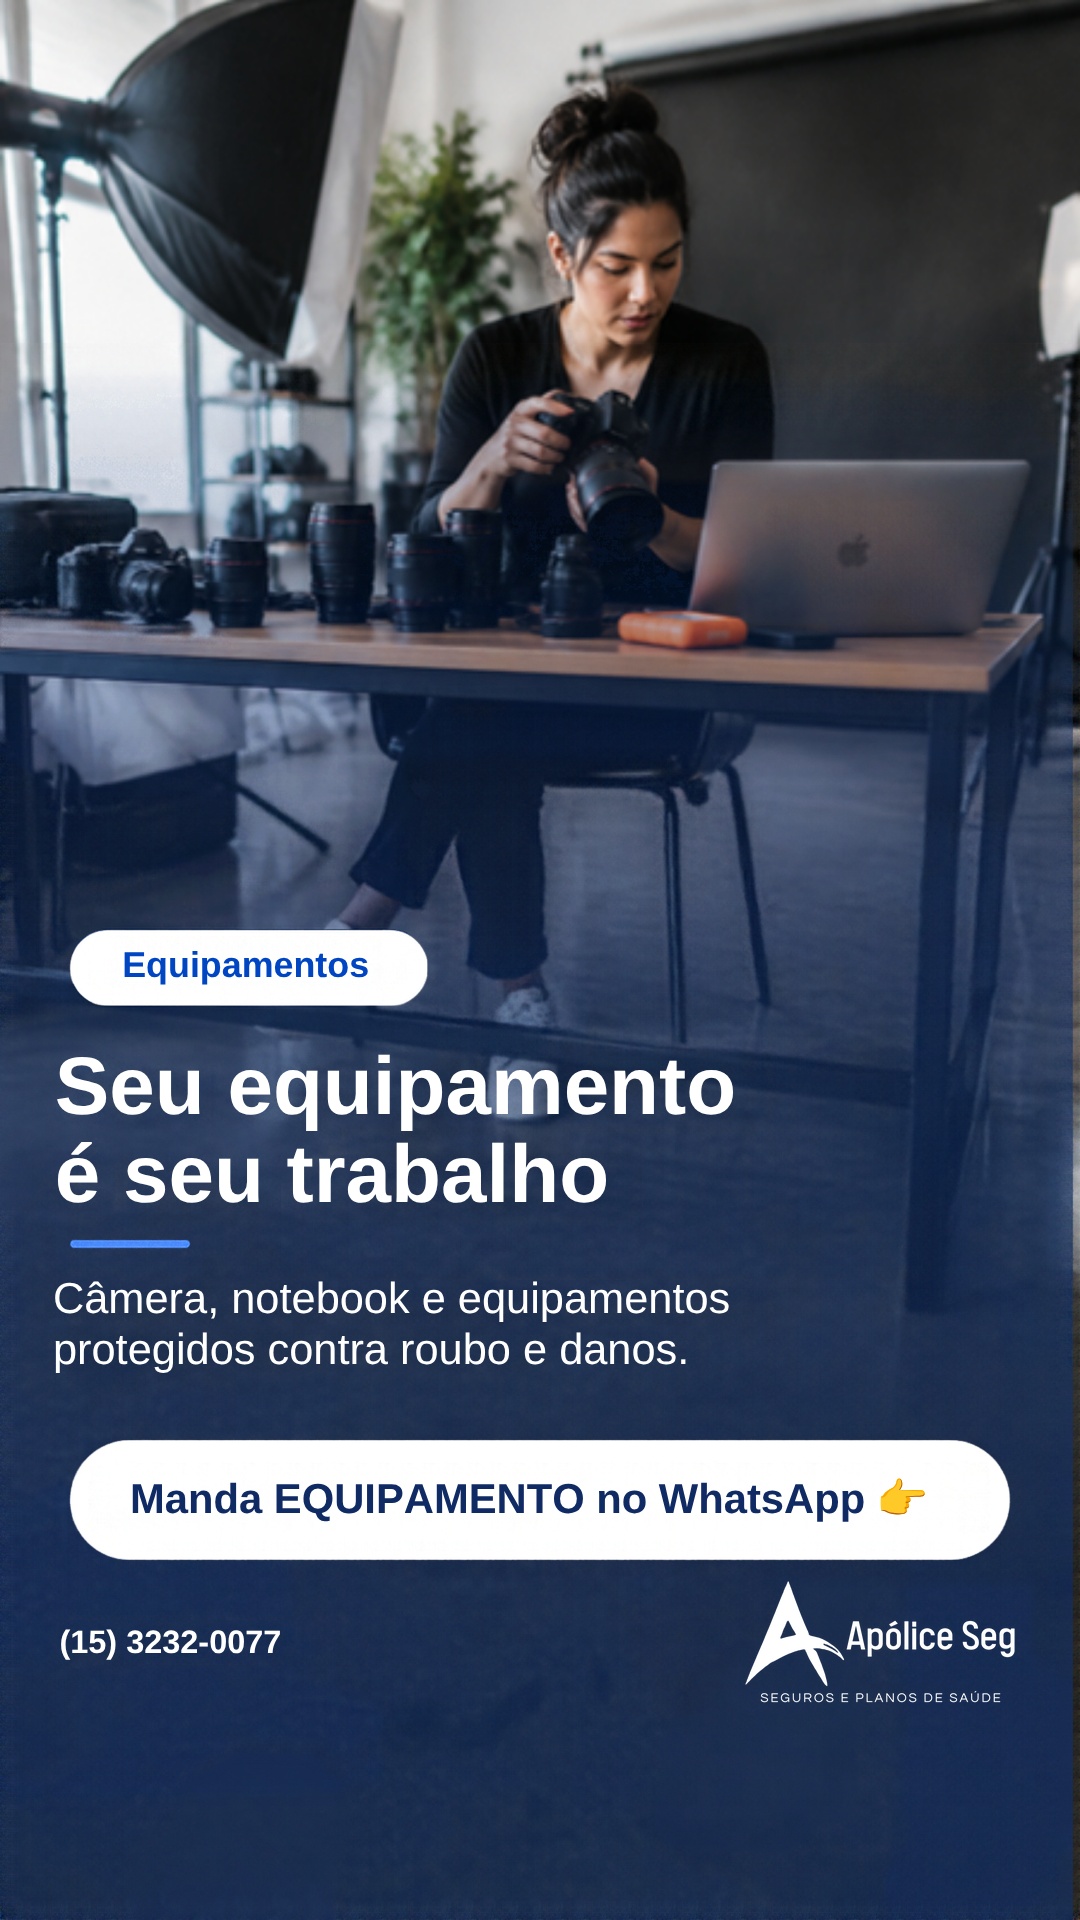 Equipamentos
Seu equipamento
é seu trabalho
Câmera, notebook e equipamentos
protegidos contra roubo e danos.
Manda EQUIPAMENTO no WhatsApp 👉
(15) 3232-0077
Apólice Seg
SEGUROS E PLANOS DE SAÚDE